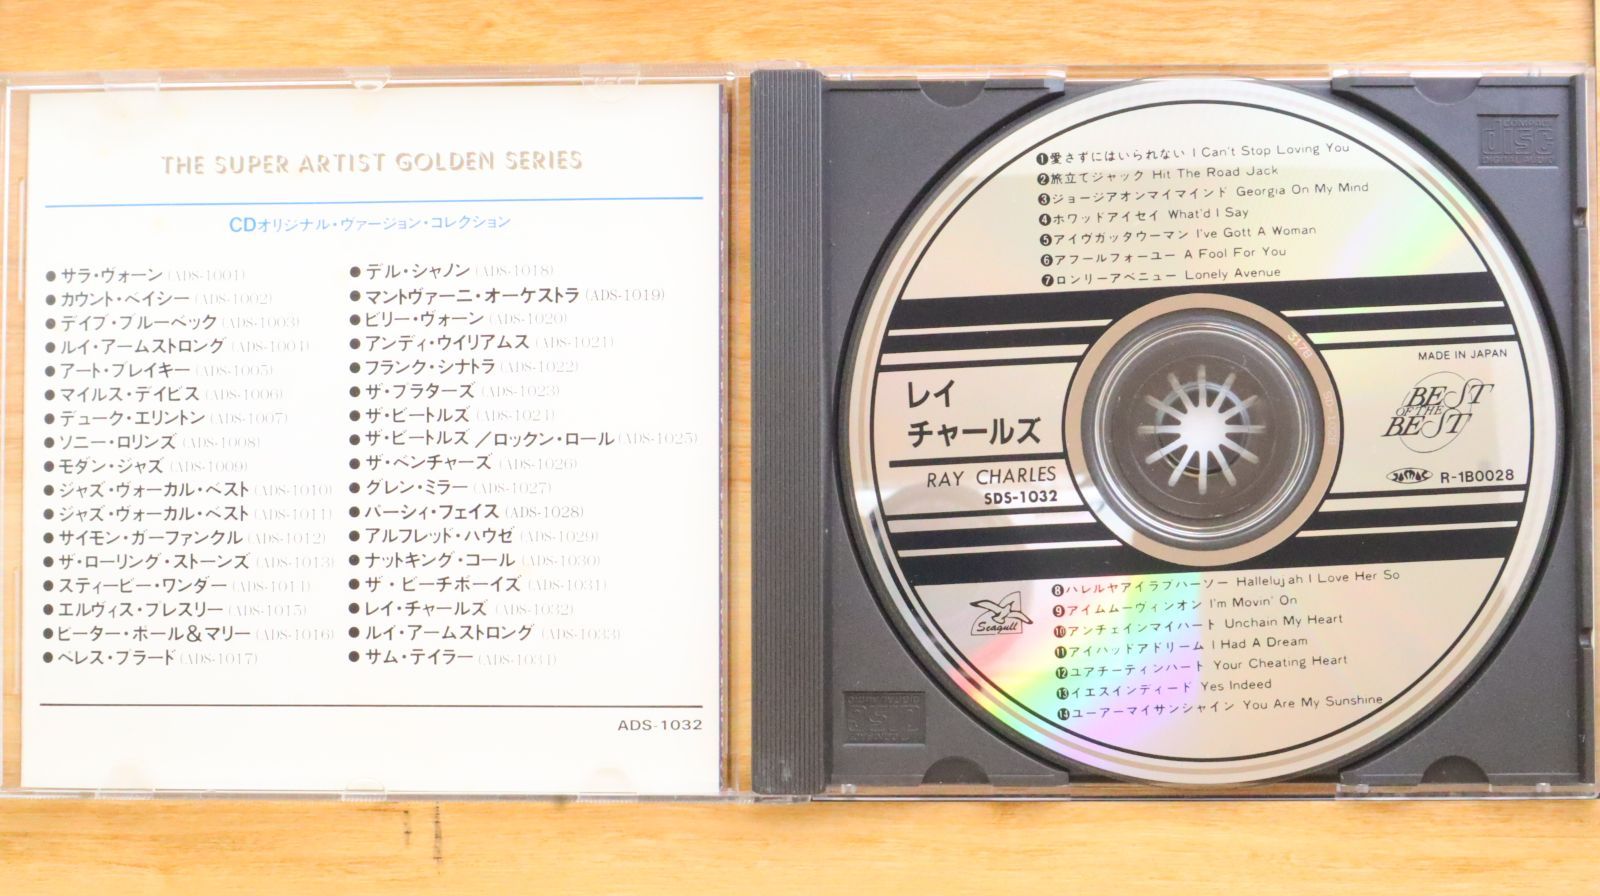 THE SUPER ARTIST GOLDEN SERIES
CDオリジナル・ヴァージョン・コレクション
●サラ・ヴォーン(ADS-1001)
●カウント・ベイシー(ADS-1002)
●デイブ・ブルーベック(ADS-1003)
●ルイ・アームストロング(ADS-1004)
●アート・ブレイキー(ADS-1005)
●マイルス・デイビス(ADS-1006)
●デューク・エリントン(ADS-1007)
●ソニー・ロリンズ(ADS-1008)
●モダン・ジャズ(ADS-1009)
●ジャズ・ヴォーカル・ベスト(ADS-1010)
●ジャズ・ヴォーカル・ベスト(ADS-1011)
●サイモン・ガーファンクル(ADS-1012)
●ザ・ローリング・ストーンズ(ADS-1013)
●スティービー・ワンダー(ADS-1014)
●エルヴィス・プレスリー(ADS-1015)
●ピーター・ポール&マリー(ADS-1016)
●ペレス・プラード(ADS-1017)
●デル・シャノン(ADS-1018)
●マントヴァーニ・オーケストラ(ADS-1019)
●ビリー・ヴォーン(ADS-1020)
●アンディ・ウイリアムス(ADS-1021)
●フランク・シナトラ(ADS-1022)
●ザ・プラターズ(ADS-1023)
●ザ・ビートルズ(ADS-1024)
●ザ・ビートルズ/ロックン・ロール(ADS-1025)
●ザ・ベンチャーズ(ADS-1026)
●グレン・ミラー(ADS-1027)
●パーシィ・フェイス(ADS-1028)
●アルフレッド・ハウゼ(ADS-1029)
●ナットキング・コール(ADS-1030)
●ザ・ビーチボーイズ(ADS-1031)
●レイ・チャールズ(ADS-1032)
●ルイ・アームストロング(ADS-1033)
●サム・テイラー(ADS-1034)
ADS-1032
COMPACT
disc
DIGITAL AUDIO
❶愛さずにはいられない I Can't Stop Loving You
❷旅立てジャック Hit The Road Jack
❸ジョージアオンマイマインド Georgia On My Mind
❹ホワッドアイセイ What'd I Say
❺アイヴガッタウーマン I've Gott A Woman
❻アフールフォーユー A Fool For You
❼ロンリーアベニュー Lonely Avenue
MADE IN JAPAN
BEST
OF THE
BEST
R-1B0028
レイ
チャールズ
RAY CHARLES
SDS-1032
Seagull
❽ハレルヤアイラブハーソー Hallelujah I Love Her So
❾アイムムーヴィンオン I'm Movin' On
❿アンチェインマイハート Unchain My Heart
⓫アイハッドアドリーム I Had A Dream
⓬ユアチーティンハート Your Cheating Heart
⓭イエスインディード Yes Indeed
⓮ユーアーマイサンシャイン You Are My Sunshine